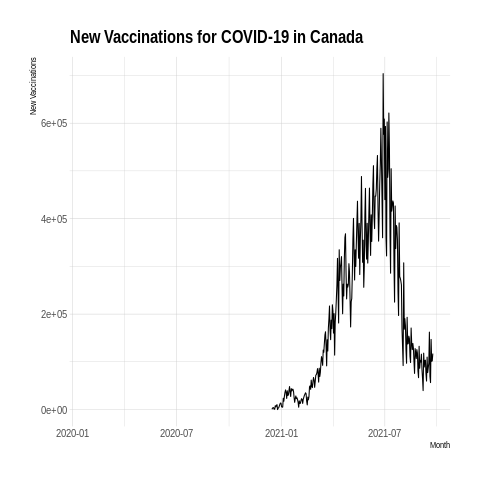 New Vaccinations for COVID-19 in Canada
New Vaccinations
6e+05
4e+05
2e+05
0e+00
2020-01 2020-07 2021-01 2021-07
Month